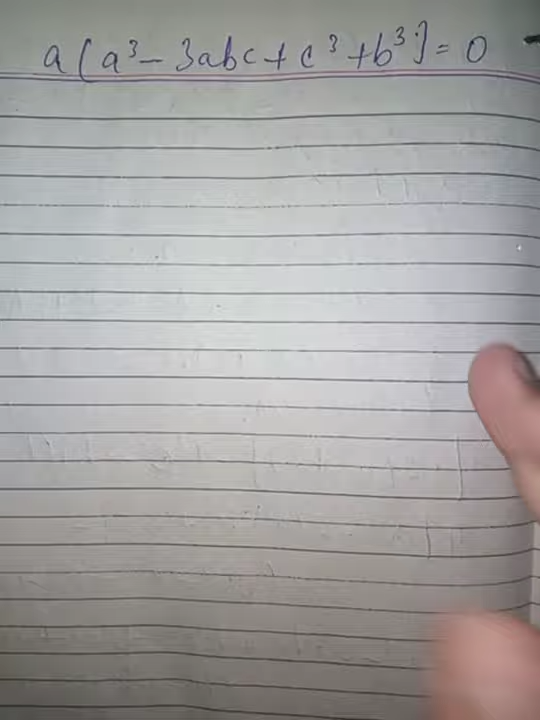 a[a³ - 3abc + c³ + b³] = 0